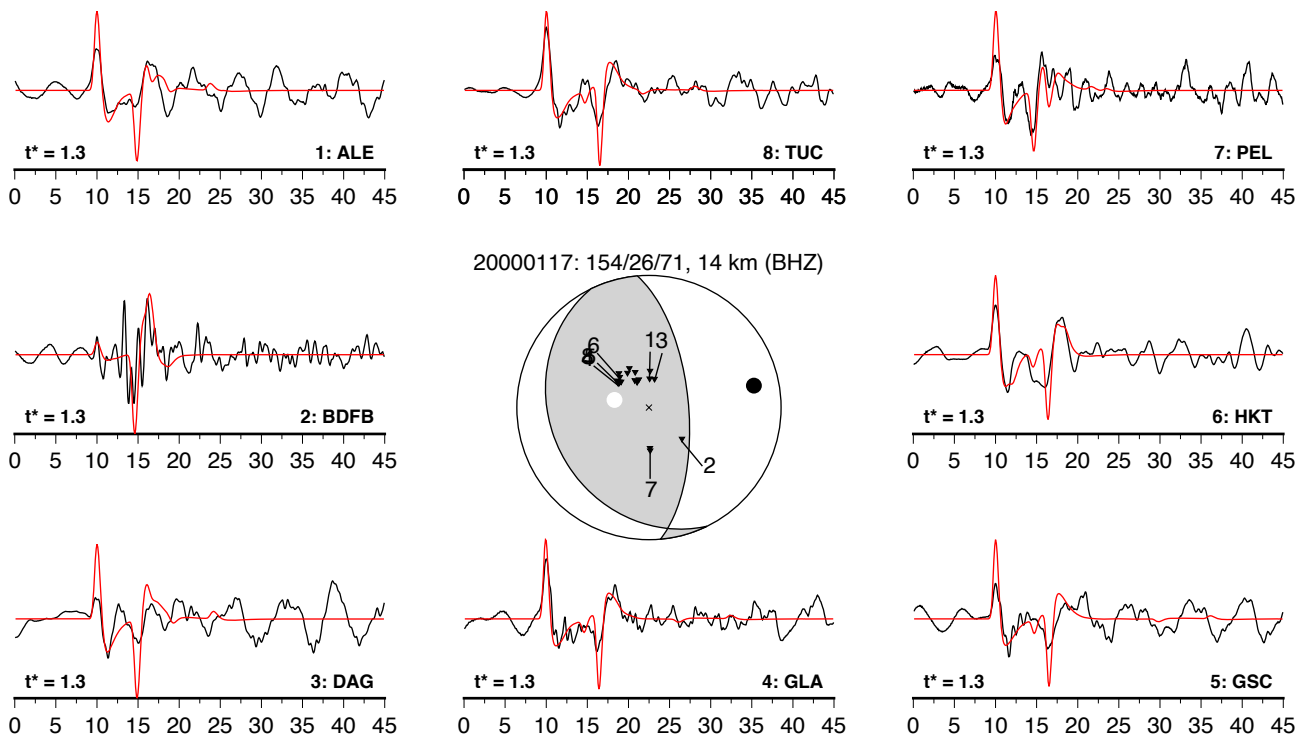 t* = 1.3 1: ALE
0 5 10 15 20 25 30 35 40 45
t* = 1.3 8: TUC
0 5 10 15 20 25 30 35 40 45
t* = 1.3 7: PEL
0 5 10 15 20 25 30 35 40 45
20000117: 154/26/71, 14 km (BHZ)
t* = 1.3 2: BDFB
0 5 10 15 20 25 30 35 40 45
6
13
2
7
t* = 1.3 6: HKT
0 5 10 15 20 25 30 35 40 45
t* = 1.3 3: DAG
0 5 10 15 20 25 30 35 40 45
t* = 1.3 4: GLA
0 5 10 15 20 25 30 35 40 45
t* = 1.3 5: GSC
0 5 10 15 20 25 30 35 40 45